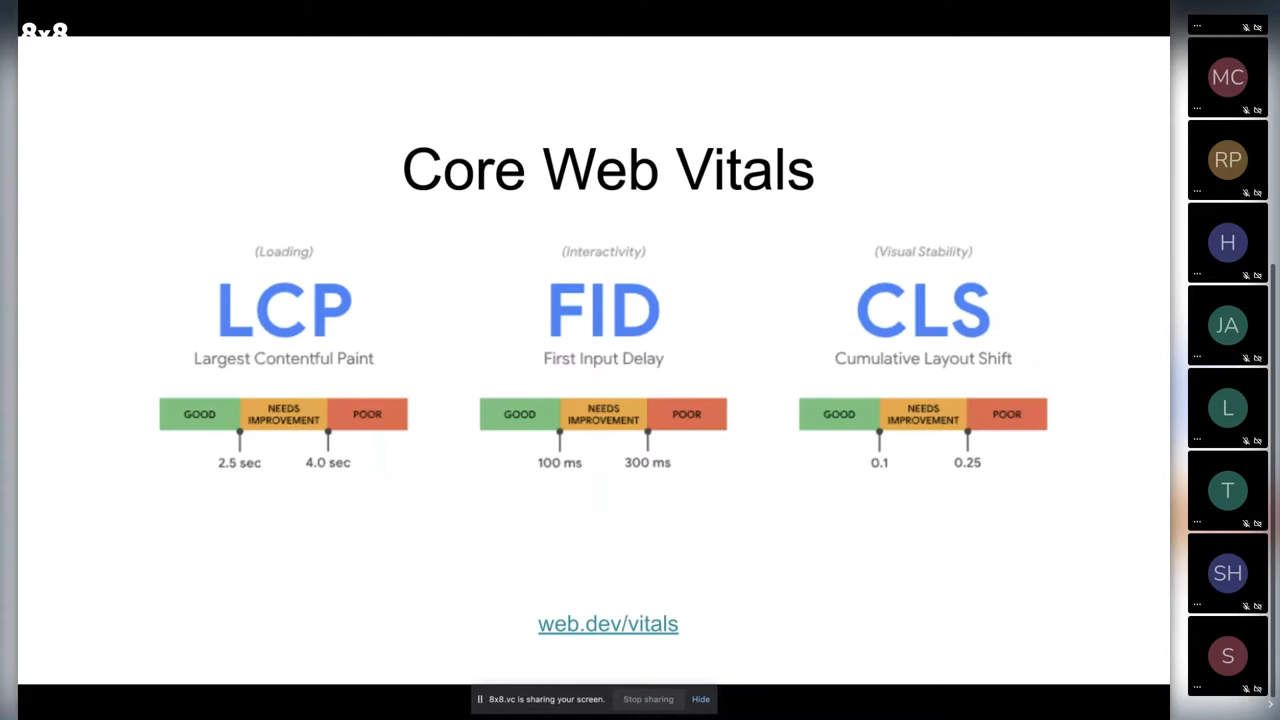 8x8
Core Web Vitals
(Loading)
LCP
Largest Contentful Paint
GOOD
NEEDS
IMPROVEMENT
POOR
2.5 sec
4.0 sec
(Interactivity)
FID
First Input Delay
GOOD
NEEDS
IMPROVEMENT
POOR
100 ms
300 ms
(Visual Stability)
CLS
Cumulative Layout Shift
GOOD
NEEDS
IMPROVEMENT
POOR
0.1
0.25
web.dev/vitals
8x8.vc is sharing your screen.
Stop sharing
Hide
MC
RP
H
JA
L
T
SH
S